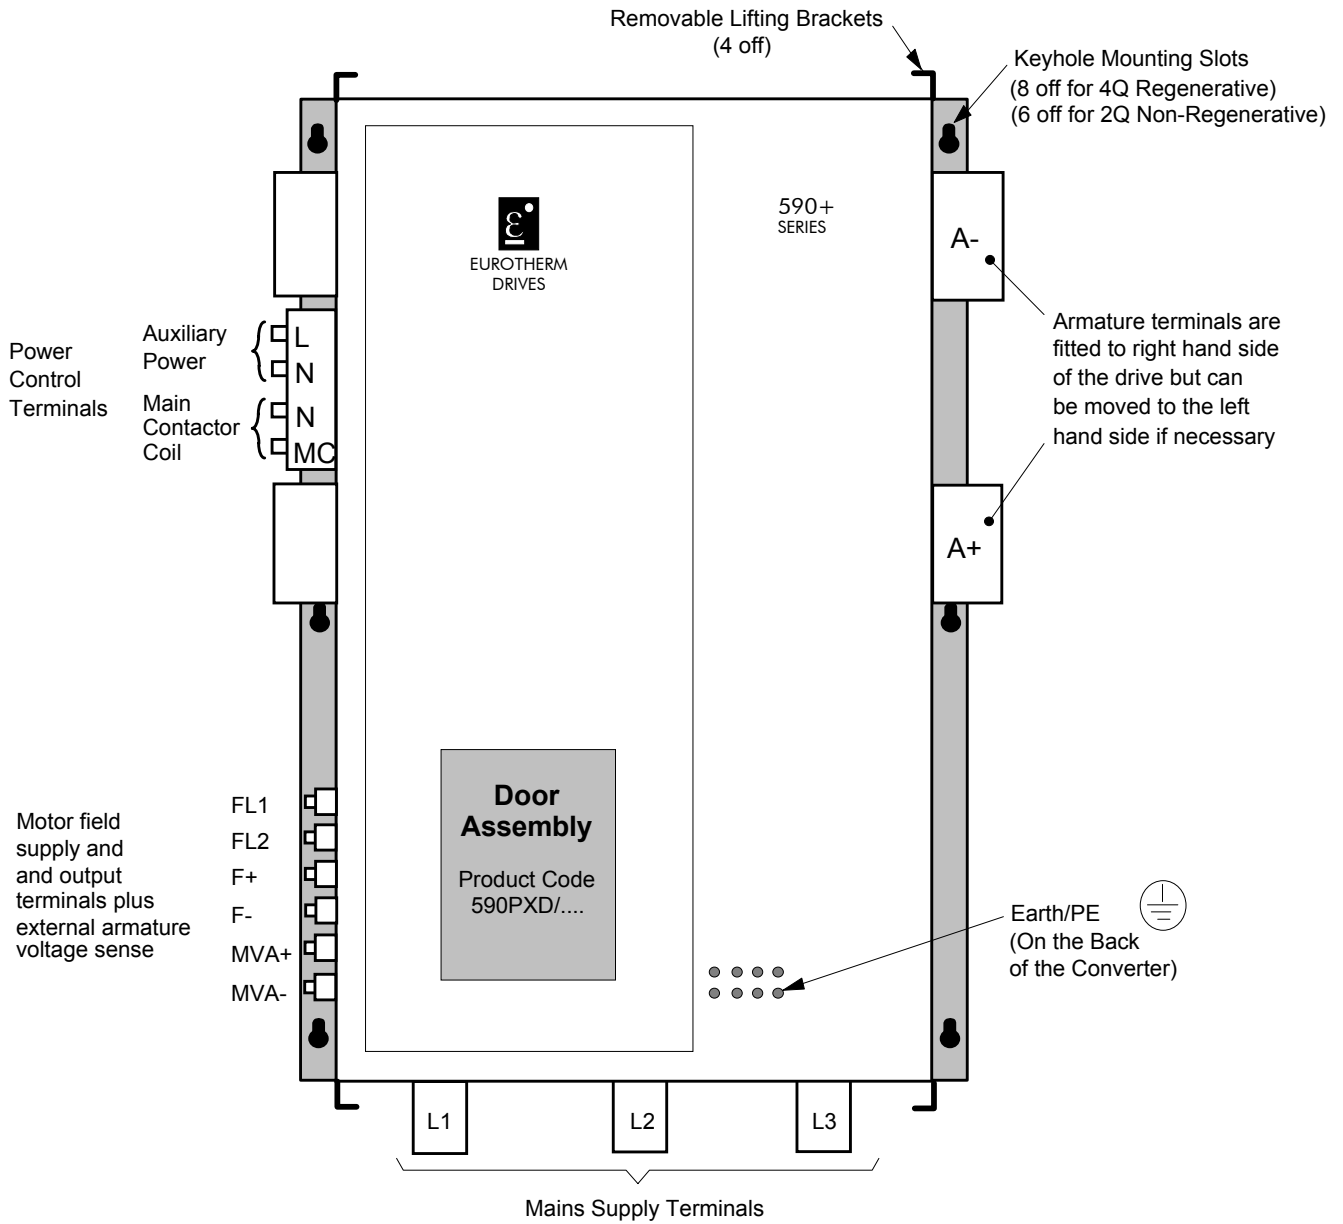 Removable Lifting Brackets
(4 off)
Keyhole Mounting Slots
(8 off for 4Q Regenerative)
(6 off for 2Q Non-Regenerative)
ε
EUROTHERM
DRIVES
590+
SERIES
A-
Armature terminals are
fitted to right hand side
of the drive but can
be moved to the left
hand side if necessary
A+
Power
Control
Terminals
Auxiliary
Power
Main
Contactor
Coil
L
N
N
MC
Motor field
supply and
and output
terminals plus
external armature
voltage sense
FL1
FL2
F+
F-
MVA+
MVA-
Door
Assembly
Product Code
590PXD/....
Earth/PE
(On the Back
of the Converter)
L1
L2
L3
Mains Supply Terminals